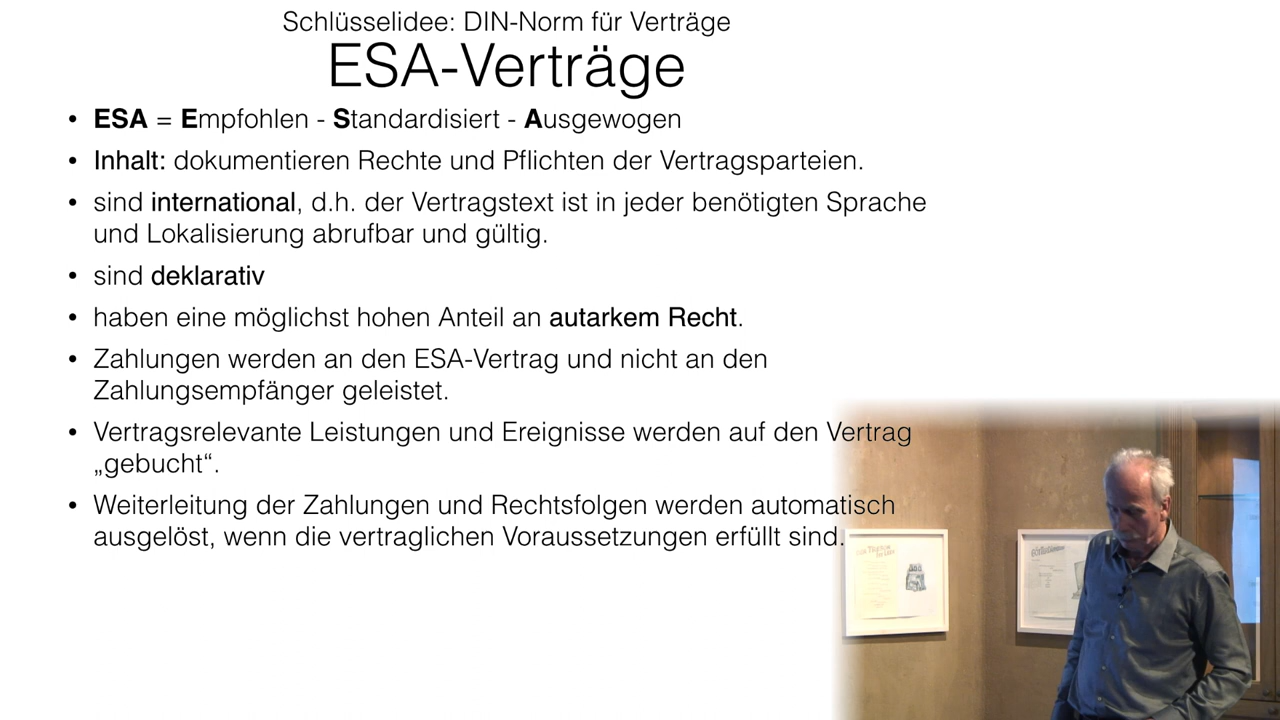 Schlüsselidee: DIN-Norm für Verträge
ESA-Verträge
• ESA = Empfohlen - Standardisiert - Ausgewogen
• Inhalt: dokumentieren Rechte und Pflichten der Vertragsparteien.
• sind international, d.h. der Vertragstext ist in jeder benötigten Sprache
und Lokalisierung abrufbar und gültig.
• sind deklarativ
• haben eine möglichst hohen Anteil an autarkem Recht.
• Zahlungen werden an den ESA-Vertrag und nicht an den
Zahlungsempfänger geleistet.
• Vertragsrelevante Leistungen und Ereignisse werden auf den Vertrag
„gebucht“.
• Weiterleitung der Zahlungen und Rechtsfolgen werden automatisch
ausgelöst, wenn die vertraglichen Voraussetzungen erfüllt sind.